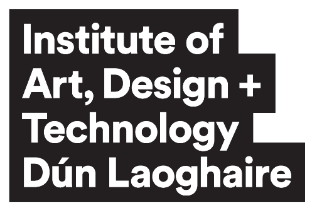 Institute of
Art, Design +
Technology
Dún Laoghaire